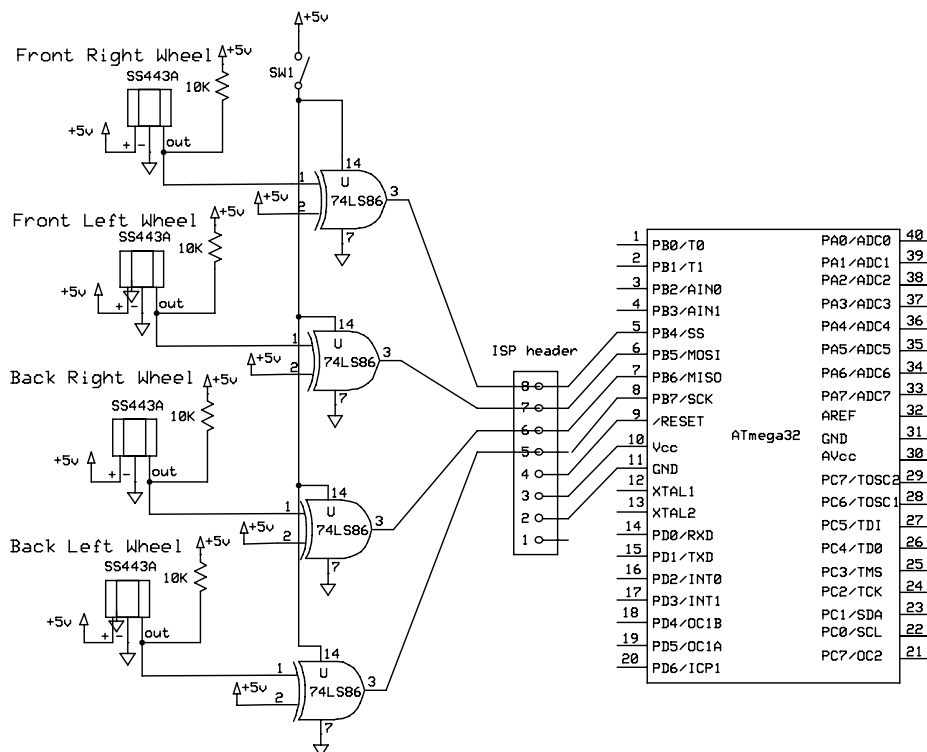 +5v
SW1
Front Right Wheel
+5v
SS443A
10K
+5v
+ -
out
14
U
1
74LS86
3
+5v
2
7
Front Left Wheel
+5v
SS443A
10K
+5v
+ -
out
14
U
1
74LS86
3
+5v
2
7
Back Right Wheel
+5v
SS443A
10K
+5v
+ -
out
14
U
1
74LS86
3
+5v
2
7
Back Left Wheel
+5v
SS443A
10K
+5v
+ -
out
14
U
1
74LS86
3
+5v
2
7
ISP header
8
7
6
5
4
3
2
1
ATmega32
1 PB0/T0
2 PB1/T1
3 PB2/AIN0
4 PB3/AIN1
5 PB4/SS
6 PB5/MOSI
7 PB6/MISO
8 PB7/SCK
9 /RESET
10 Vcc
11 GND
12 XTAL1
13 XTAL2
14 PD0/RXD
15 PD1/TXD
16 PD2/INT0
17 PD3/INT1
18 PD4/OC1B
19 PD5/OC1A
20 PD6/ICP1
PA0/ADC0 40
PA1/ADC1 39
PA2/ADC2 38
PA3/ADC3 37
PA4/ADC4 36
PA5/ADC5 35
PA6/ADC6 34
PA7/ADC7 33
AREF 32
GND 31
AVcc 30
PC7/TOSC2 29
PC6/TOSC1 28
PC5/TDI 27
PC4/TD0 26
PC3/TMS 25
PC2/TCK 24
PC1/SDA 23
PC0/SCL 22
PC7/OC2 21